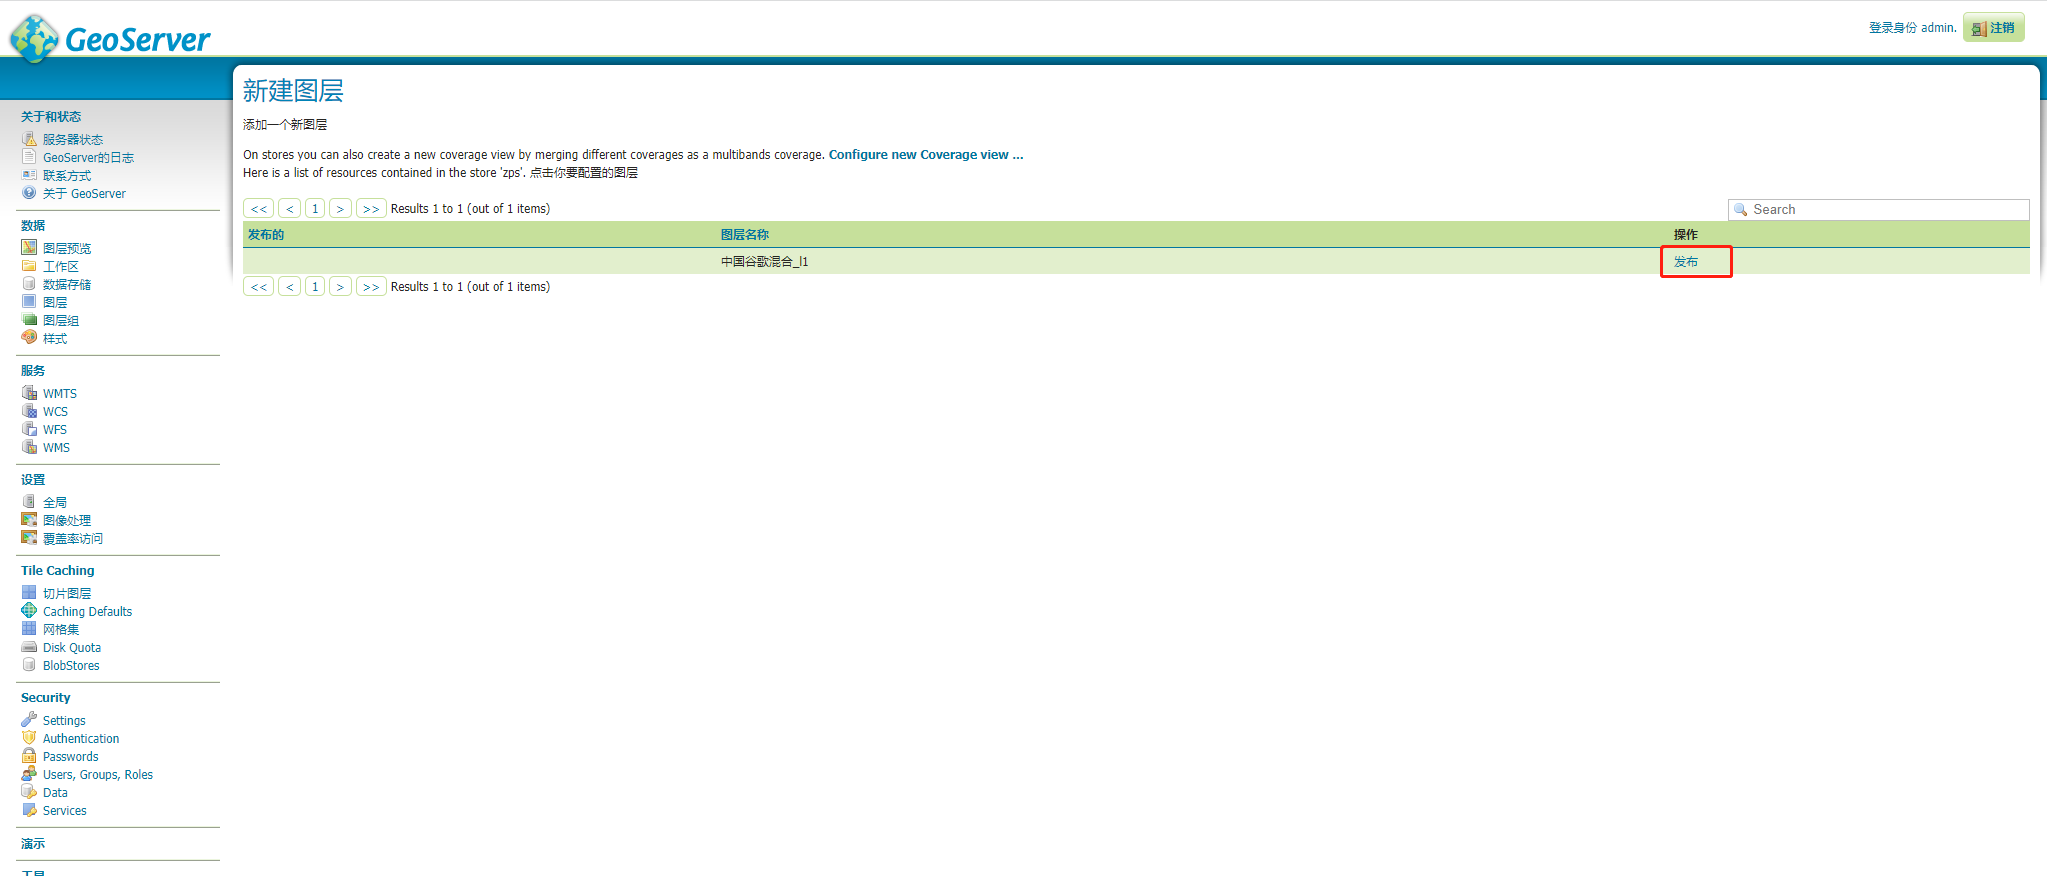 GeoServer
登录身份 admin.
注销
关于和状态
服务器状态
GeoServer的日志
联系方式
关于 GeoServer
数据
图层预览
工作区
数据存储
图层
图层组
样式
服务
WMTS
WCS
WFS
WMS
设置
全局
图像处理
覆盖率访问
Tile Caching
切片图层
Caching Defaults
网格集
Disk Quota
BlobStores
Security
Settings
Authentication
Passwords
Users, Groups, Roles
Data
Services
演示
新建图层
添加一个新图层
On stores you can also create a new coverage view by merging different coverages as a multibands coverage. Configure new Coverage view ...
Here is a list of resources contained in the store 'zps'. 点击你要配置的图层
<< < 1 > >> Results 1 to 1 (out of 1 items)
Search
发布的 图层名称 操作
中国谷歌混合_l1 发布
<< < 1 > >> Results 1 to 1 (out of 1 items)